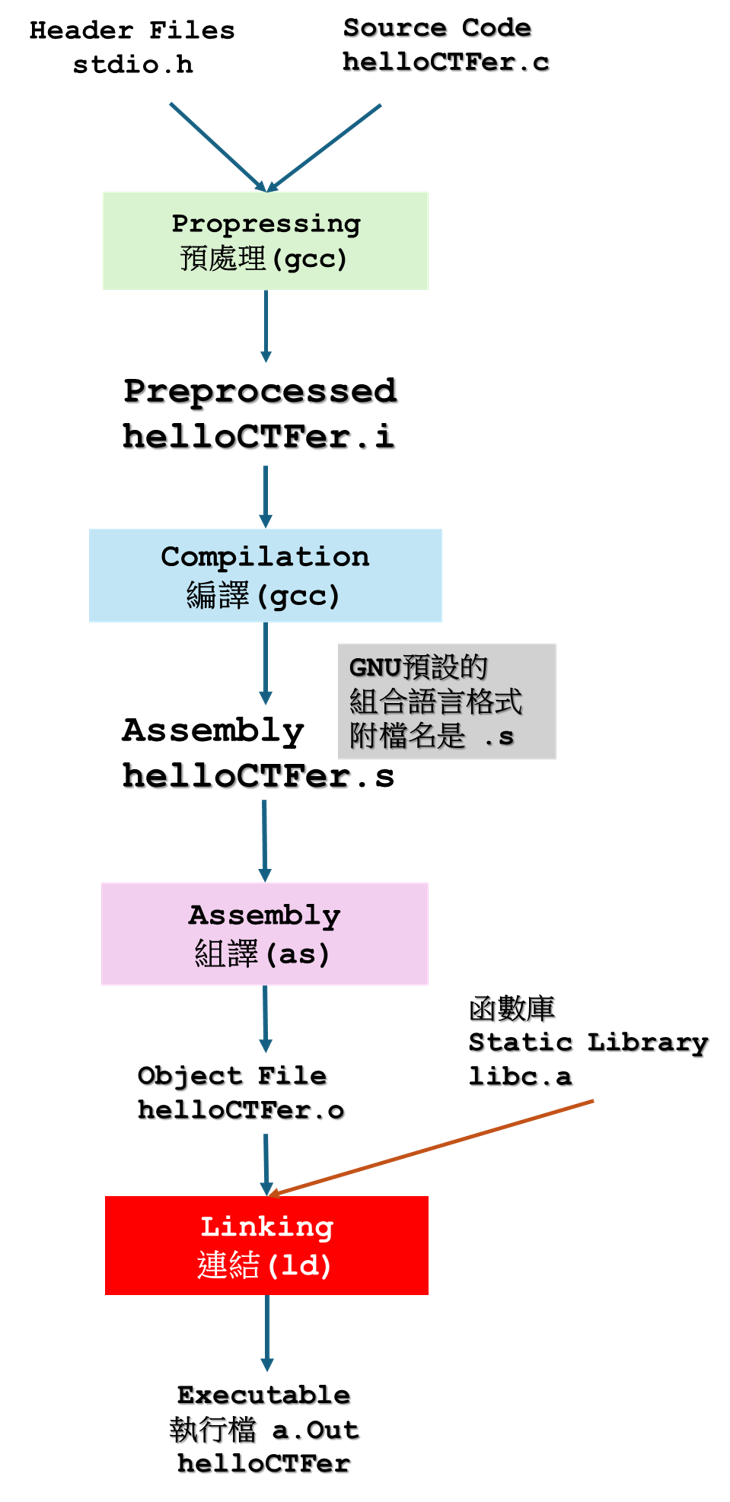 Header Files
stdio.h
Source Code
helloCTFer.c
Propressing
預處理(gcc)
Preprocessed
helloCTFer.i
Compilation
編譯(gcc)
GNU預設的
組合語言格式
附檔名是 .s
Assembly
helloCTFer.s
Assembly
組譯(as)
函數庫
Static Library
libc.a
Object File
helloCTFer.o
Linking
連結(ld)
Executable
執行檔 a.Out
helloCTFer